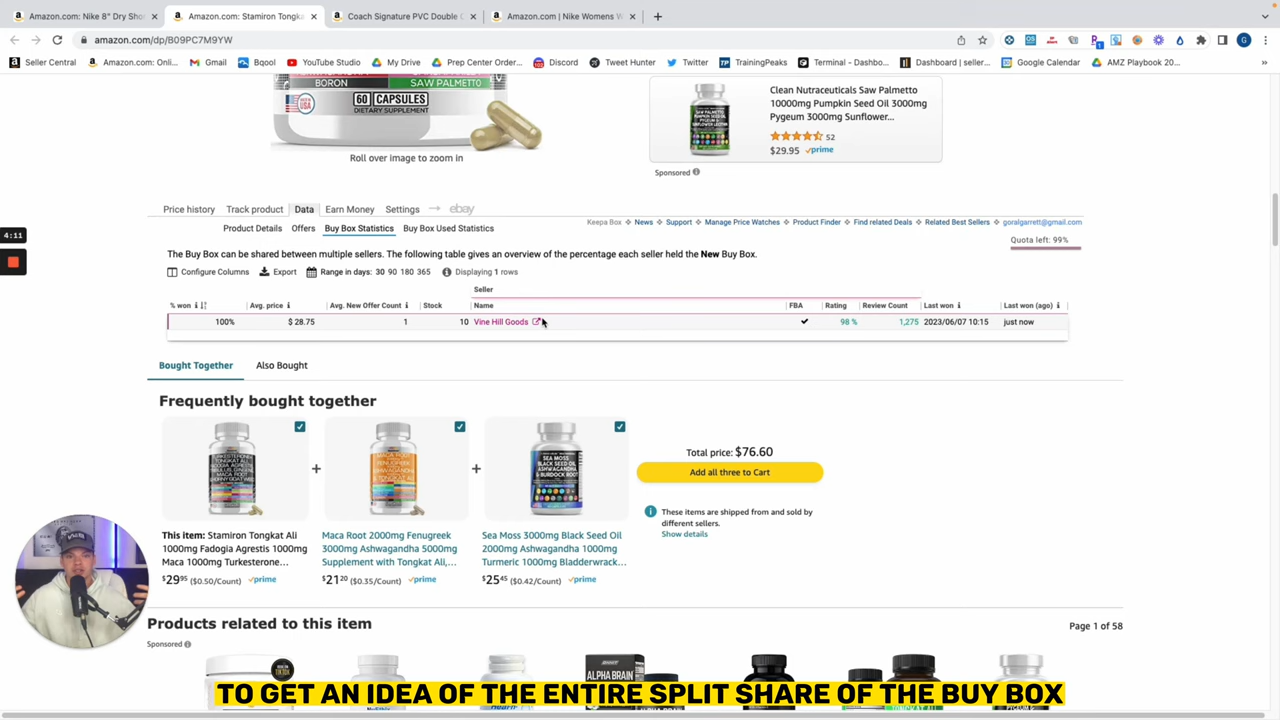 Amazon.com: Nike 8" Dry Sho
Amazon.com: Stamiron Tongka
Coach Signature PVC Double
Amazon.com | Nike Womens W
amazon.com/dp/B09PC7M9YW
Seller Central
Amazon.com: Onli...
Gmail
Bqool
YouTube Studio
My Drive
Prep Center Order...
Discord
Tweet Hunter
Twitter
TrainingPeaks
Terminal - Dashbo...
Dashboard | seller...
Google Calendar
AMZ Playbook 20...
BORON
SAW PALMETTO
MADE IN USA
60 CAPSULES
DIETARY SUPPLEMENT
Roll over image to zoom in
Clean Nutraceuticals Saw Palmetto
10000mg Pumpkin Seed Oil 3000mg
Pygeum 3000mg Sunflower...
52
$29.95 prime
Sponsored
Price history Track product Data Earn Money Settings ebay
Keepa Box News Support Manage Price Watches Product Finder Find related Deals Related Best Sellers goralgarrett@gmail.com
Product Details Offers Buy Box Statistics Buy Box Used Statistics
Quota left: 99%
4:11
The Buy Box can be shared between multiple sellers. The following table gives an overview of the percentage each seller held the New Buy Box.
Configure Columns Export Range in days: 30 90 180 365 Displaying 1 rows
Seller
% won Avg. price Avg. New Offer Count Stock Name FBA Rating Review Count Last won Last won (ago)
100% $ 28.75 1 10 Vine Hill Goods 98 % 1,275 2023/06/07 10:15 just now
Bought Together Also Bought
Frequently bought together
Total price: $76.60
Add all three to Cart
These items are shipped from and sold by
different sellers.
Show details
This item: Stamiron Tongkat Ali
1000mg Fadogia Agrestis 1000mg
Maca 1000mg Turkesterone...
$29.95 ($0.50/Count) prime
Maca Root 2000mg Fenugreek
3000mg Ashwagandha 5000mg
Supplement with Tongkat Ali,...
$21.20 ($0.35/Count) prime
Sea Moss 3000mg Black Seed Oil
2000mg Ashwagandha 1000mg
Turmeric 1000mg Bladderwrack...
$25.45 ($0.42/Count) prime
Products related to this item
Page 1 of 58
Sponsored
ALPHA BRAIN
TO GET AN IDEA OF THE ENTIRE SPLIT SHARE OF THE BUY BOX